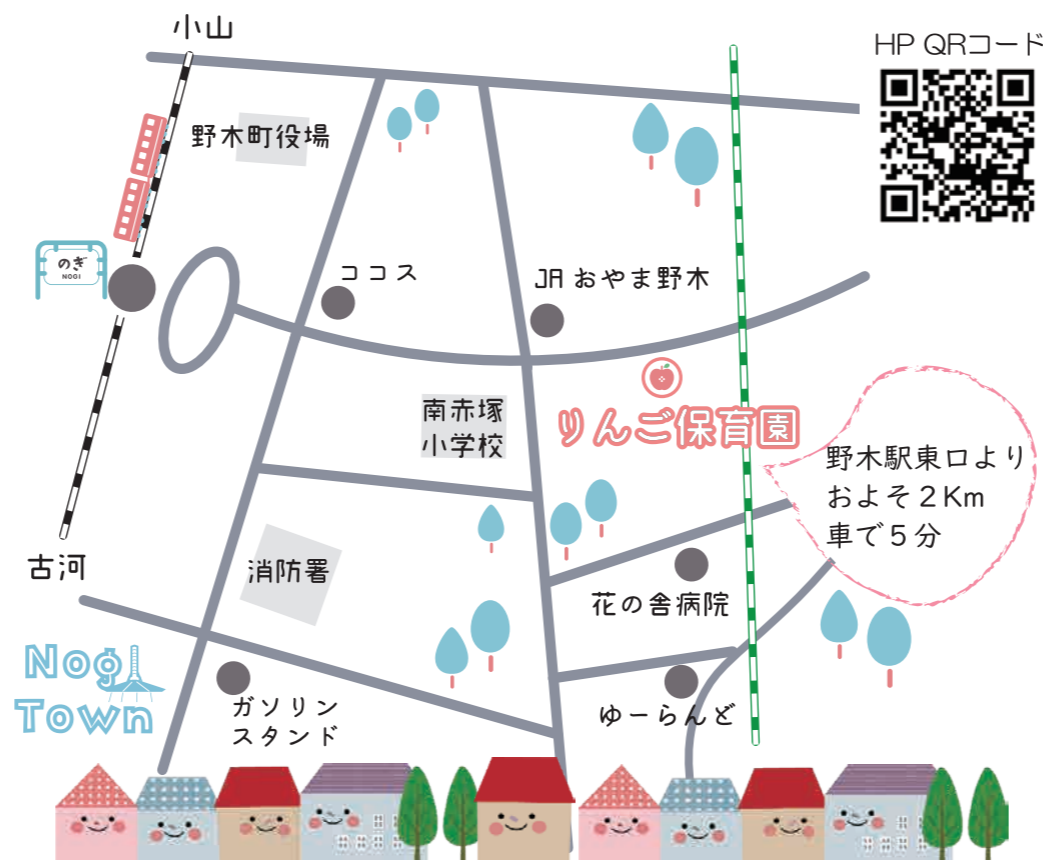 小山
HP QRコード
野木町役場
のぎ
NOGI
ココス
JR おやま野木
南赤塚
小学校
りんご保育園
野木駅東口より
およそ２Km
車で５分
古河
消防署
花の舎病院
Nogi
Town
ガソリン
スタンド
ゆーらんど